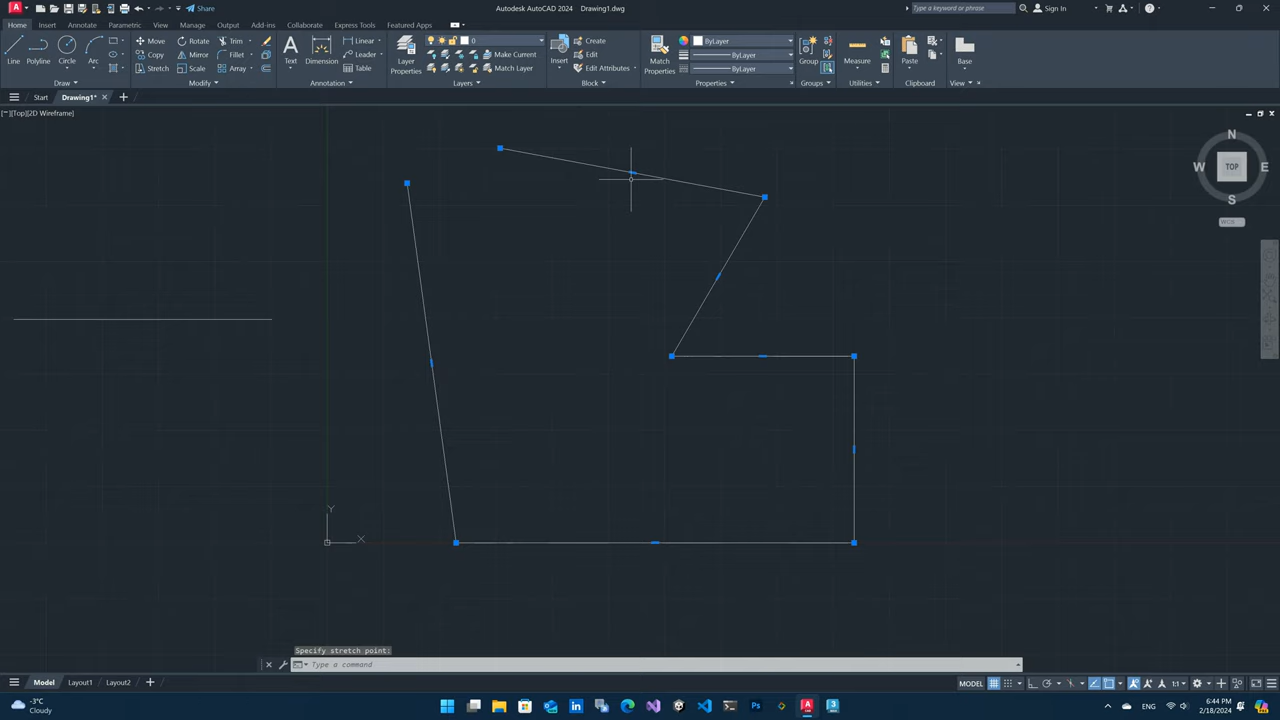 Share
Autodesk AutoCAD 2024 Drawing1.dwg
Type a keyword or phrase
Sign In
Home Insert Annotate Parametric View Manage Output Add-ins Collaborate Express Tools Featured Apps
Line
Polyline
Circle
Arc
Move
Rotate
Trim
Copy
Mirror
Fillet
Stretch
Scale
Array
Text
Dimension
Linear
Leader
Table
Layer
Properties
0
Make Current
Match Layer
Insert
Create
Edit
Edit Attributes
Match
Properties
ByLayer
ByLayer
ByLayer
Group
Measure
Paste
Base
Draw
Modify
Annotation
Layers
Block
Properties
Groups
Utilities
Clipboard
View
Start
Drawing1*
[−][Top][2D Wireframe]
N
W
TOP
E
S
WCS
Y
X
Specify stretch point:
Type a command
Model Layout1 Layout2
MODEL
1:1
-3°C
Cloudy
ENG
6:44 PM
2/18/2024